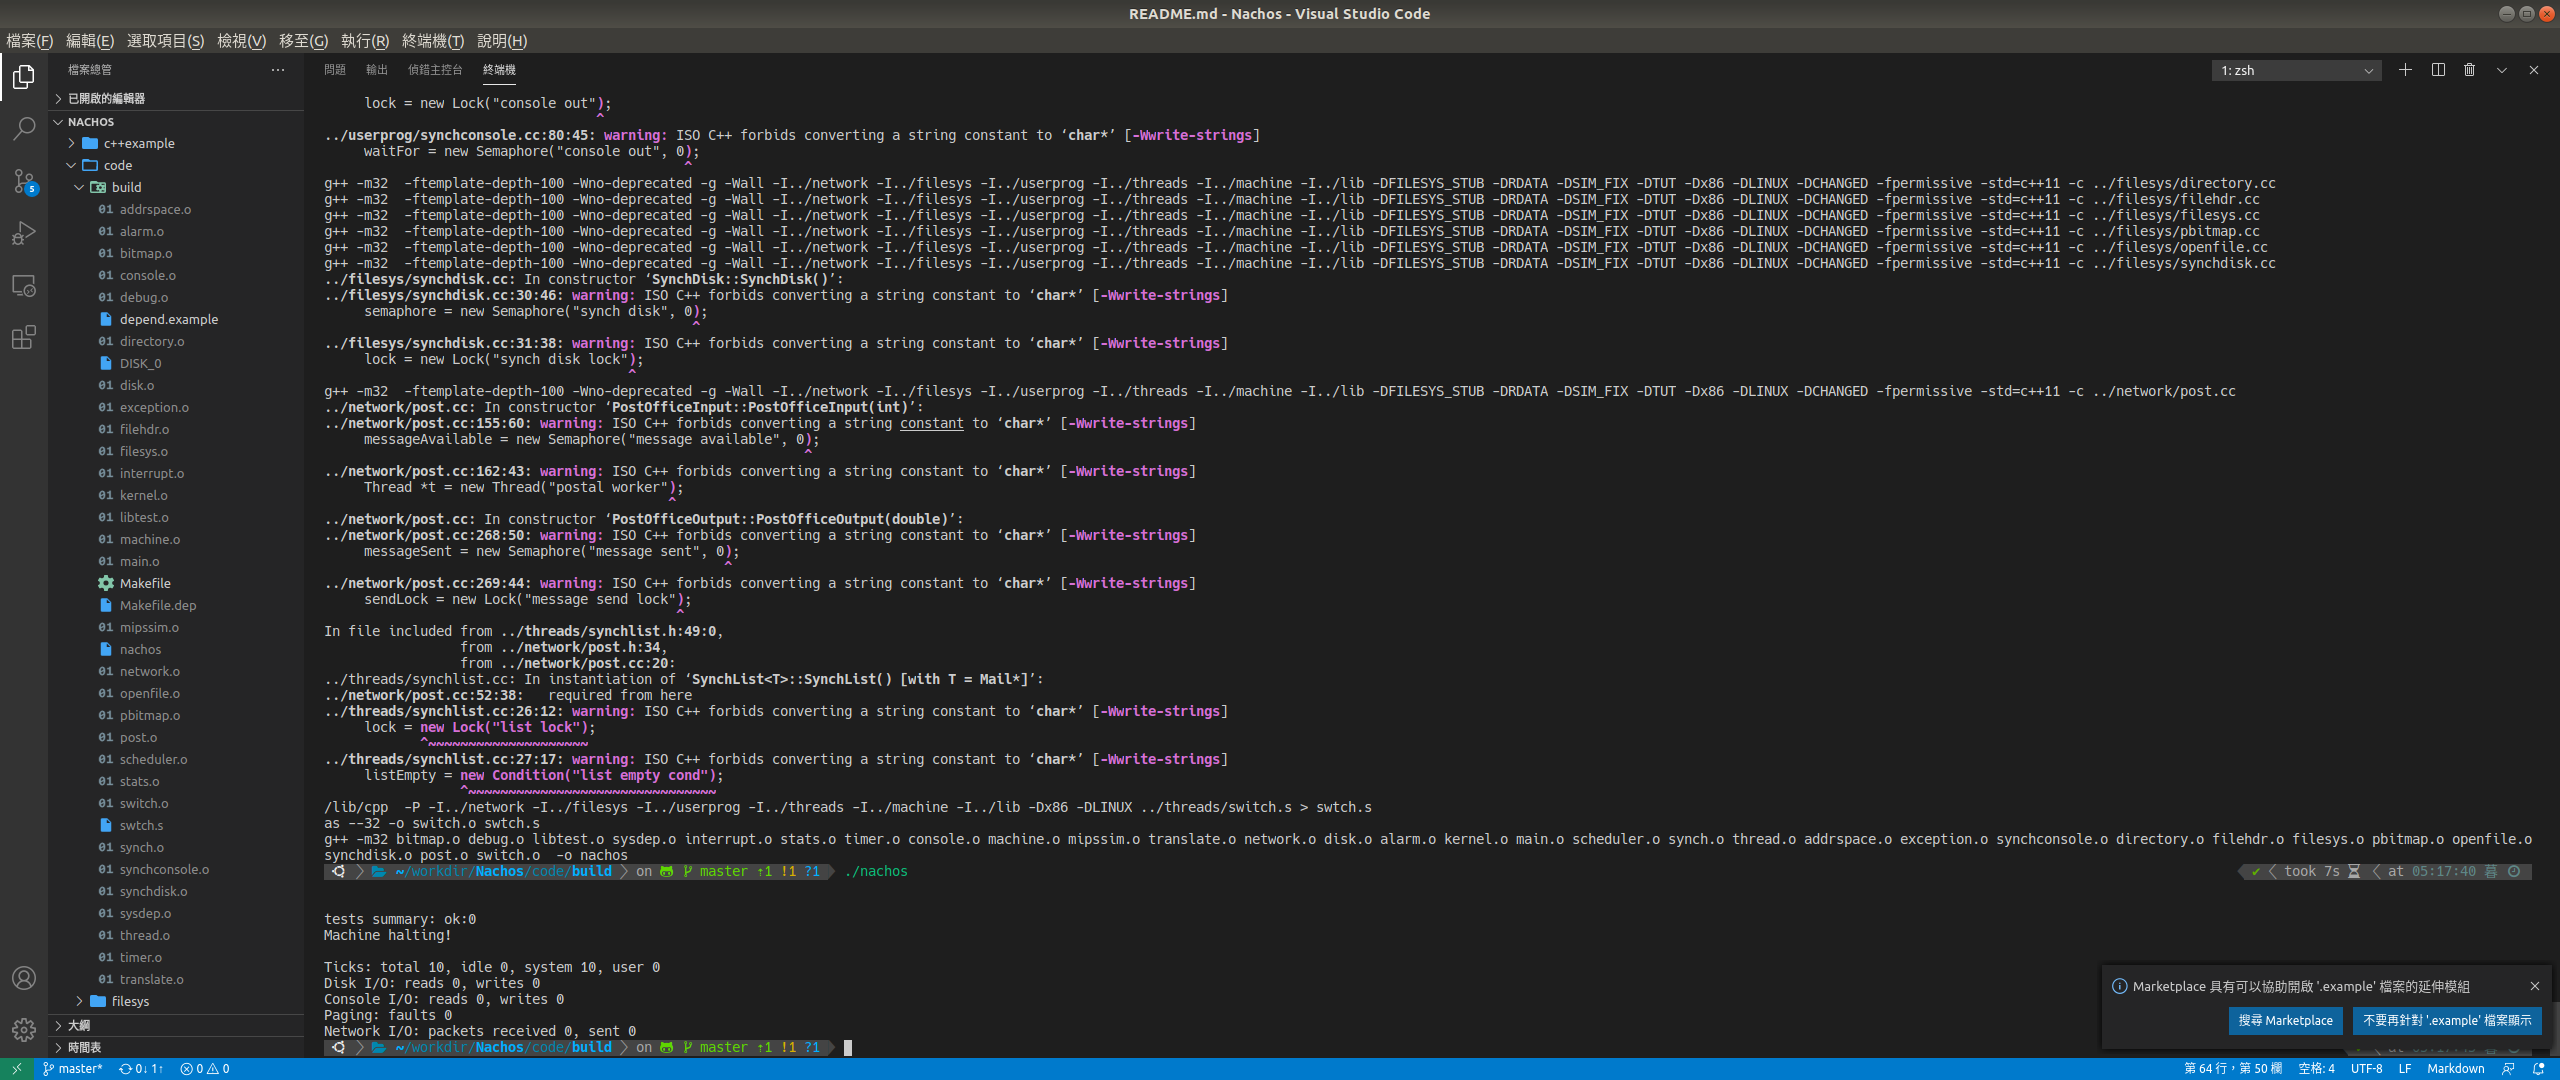 README.md - Nachos - Visual Studio Code
檔案(F) 編輯(E) 選取項目(S) 檢視(V) 移至(G) 執行(R) 終端機(T) 說明(H)
檔案總管 ···
已開啟的編輯器
NACHOS
c++example
code
build
01 addrspace.o
01 alarm.o
01 bitmap.o
01 console.o
01 debug.o
depend.example
01 directory.o
DISK_0
01 disk.o
01 exception.o
01 filehdr.o
01 filesys.o
01 interrupt.o
01 kernel.o
01 libtest.o
01 machine.o
01 main.o
Makefile
Makefile.dep
01 mipssim.o
nachos
01 network.o
01 openfile.o
01 pbitmap.o
01 post.o
01 scheduler.o
01 stats.o
01 switch.o
swtch.s
01 synch.o
01 synchconsole.o
01 synchdisk.o
01 sysdep.o
01 thread.o
01 timer.o
01 translate.o
filesys
大綱
時間表
5
問題 輸出 偵錯主控台 終端機 1: zsh
lock = new Lock("console out");
^
../userprog/synchconsole.cc:80:45: warning: ISO C++ forbids converting a string constant to ‘char*’ [-Wwrite-strings]
waitFor = new Semaphore("console out", 0);
^
g++ -m32  -ftemplate-depth-100 -Wno-deprecated -g -Wall -I../network -I../filesys -I../userprog -I../threads -I../machine -I../lib -DFILESYS_STUB -DRDATA -DSIM_FIX -DTUT -Dx86 -DLINUX -DCHANGED -fpermissive -std=c++11 -c ../filesys/directory.cc
g++ -m32  -ftemplate-depth-100 -Wno-deprecated -g -Wall -I../network -I../filesys -I../userprog -I../threads -I../machine -I../lib -DFILESYS_STUB -DRDATA -DSIM_FIX -DTUT -Dx86 -DLINUX -DCHANGED -fpermissive -std=c++11 -c ../filesys/filehdr.cc
g++ -m32  -ftemplate-depth-100 -Wno-deprecated -g -Wall -I../network -I../filesys -I../userprog -I../threads -I../machine -I../lib -DFILESYS_STUB -DRDATA -DSIM_FIX -DTUT -Dx86 -DLINUX -DCHANGED -fpermissive -std=c++11 -c ../filesys/filesys.cc
g++ -m32  -ftemplate-depth-100 -Wno-deprecated -g -Wall -I../network -I../filesys -I../userprog -I../threads -I../machine -I../lib -DFILESYS_STUB -DRDATA -DSIM_FIX -DTUT -Dx86 -DLINUX -DCHANGED -fpermissive -std=c++11 -c ../filesys/pbitmap.cc
g++ -m32  -ftemplate-depth-100 -Wno-deprecated -g -Wall -I../network -I../filesys -I../userprog -I../threads -I../machine -I../lib -DFILESYS_STUB -DRDATA -DSIM_FIX -DTUT -Dx86 -DLINUX -DCHANGED -fpermissive -std=c++11 -c ../filesys/openfile.cc
g++ -m32  -ftemplate-depth-100 -Wno-deprecated -g -Wall -I../network -I../filesys -I../userprog -I../threads -I../machine -I../lib -DFILESYS_STUB -DRDATA -DSIM_FIX -DTUT -Dx86 -DLINUX -DCHANGED -fpermissive -std=c++11 -c ../filesys/synchdisk.cc
../filesys/synchdisk.cc: In constructor ‘SynchDisk::SynchDisk()’:
../filesys/synchdisk.cc:30:46: warning: ISO C++ forbids converting a string constant to ‘char*’ [-Wwrite-strings]
semaphore = new Semaphore("synch disk", 0);
^
../filesys/synchdisk.cc:31:38: warning: ISO C++ forbids converting a string constant to ‘char*’ [-Wwrite-strings]
lock = new Lock("synch disk lock");
^
g++ -m32  -ftemplate-depth-100 -Wno-deprecated -g -Wall -I../network -I../filesys -I../userprog -I../threads -I../machine -I../lib -DFILESYS_STUB -DRDATA -DSIM_FIX -DTUT -Dx86 -DLINUX -DCHANGED -fpermissive -std=c++11 -c ../network/post.cc
../network/post.cc: In constructor ‘PostOfficeInput::PostOfficeInput(int)’:
../network/post.cc:155:60: warning: ISO C++ forbids converting a string constant to ‘char*’ [-Wwrite-strings]
messageAvailable = new Semaphore("message available", 0);
^
../network/post.cc:162:43: warning: ISO C++ forbids converting a string constant to ‘char*’ [-Wwrite-strings]
Thread *t = new Thread("postal worker");
^
../network/post.cc: In constructor ‘PostOfficeOutput::PostOfficeOutput(double)’:
../network/post.cc:268:50: warning: ISO C++ forbids converting a string constant to ‘char*’ [-Wwrite-strings]
messageSent = new Semaphore("message sent", 0);
^
../network/post.cc:269:44: warning: ISO C++ forbids converting a string constant to ‘char*’ [-Wwrite-strings]
sendLock = new Lock("message send lock");
^
In file included from ../threads/synchlist.h:49:0,
from ../network/post.h:34,
from ../network/post.cc:20:
../threads/synchlist.cc: In instantiation of ‘SynchList<T>::SynchList() [with T = Mail*]’:
../network/post.cc:52:38:   required from here
../threads/synchlist.cc:26:12: warning: ISO C++ forbids converting a string constant to ‘char*’ [-Wwrite-strings]
lock = new Lock("list lock");
^~~~~~~~~~~~~~~~~~~~~
../threads/synchlist.cc:27:17: warning: ISO C++ forbids converting a string constant to ‘char*’ [-Wwrite-strings]
listEmpty = new Condition("list empty cond");
^~~~~~~~~~~~~~~~~~~~~~~~~~~~~~~~
/lib/cpp  -P -I../network -I../filesys -I../userprog -I../threads -I../machine -I../lib -Dx86 -DLINUX ../threads/switch.s > swtch.s
as --32 -o switch.o swtch.s
g++ -m32 bitmap.o debug.o libtest.o sysdep.o interrupt.o stats.o timer.o console.o machine.o mipssim.o translate.o network.o disk.o alarm.o kernel.o main.o scheduler.o synch.o thread.o addrspace.o exception.o synchconsole.o directory.o filehdr.o filesys.o pbitmap.o openfile.o
synchdisk.o post.o switch.o  -o nachos
~/workdir/Nachos/code/build on master ↑1 !1 ?1 ./nachos ✔ took 7s at 05:17:40 暮
tests summary: ok:0
Machine halting!
Ticks: total 10, idle 0, system 10, user 0
Disk I/O: reads 0, writes 0
Console I/O: reads 0, writes 0
Paging: faults 0
Network I/O: packets received 0, sent 0
~/workdir/Nachos/code/build on master ↑1 !1 ?1
Marketplace 具有可以協助開啟 '.example' 檔案的延伸模組
搜尋 Marketplace 不要再針對 '.example' 檔案顯示
master* 0↓ 1↑ 0 0 第 64 行，第 50 欄 空格: 4 UTF-8 LF Markdown